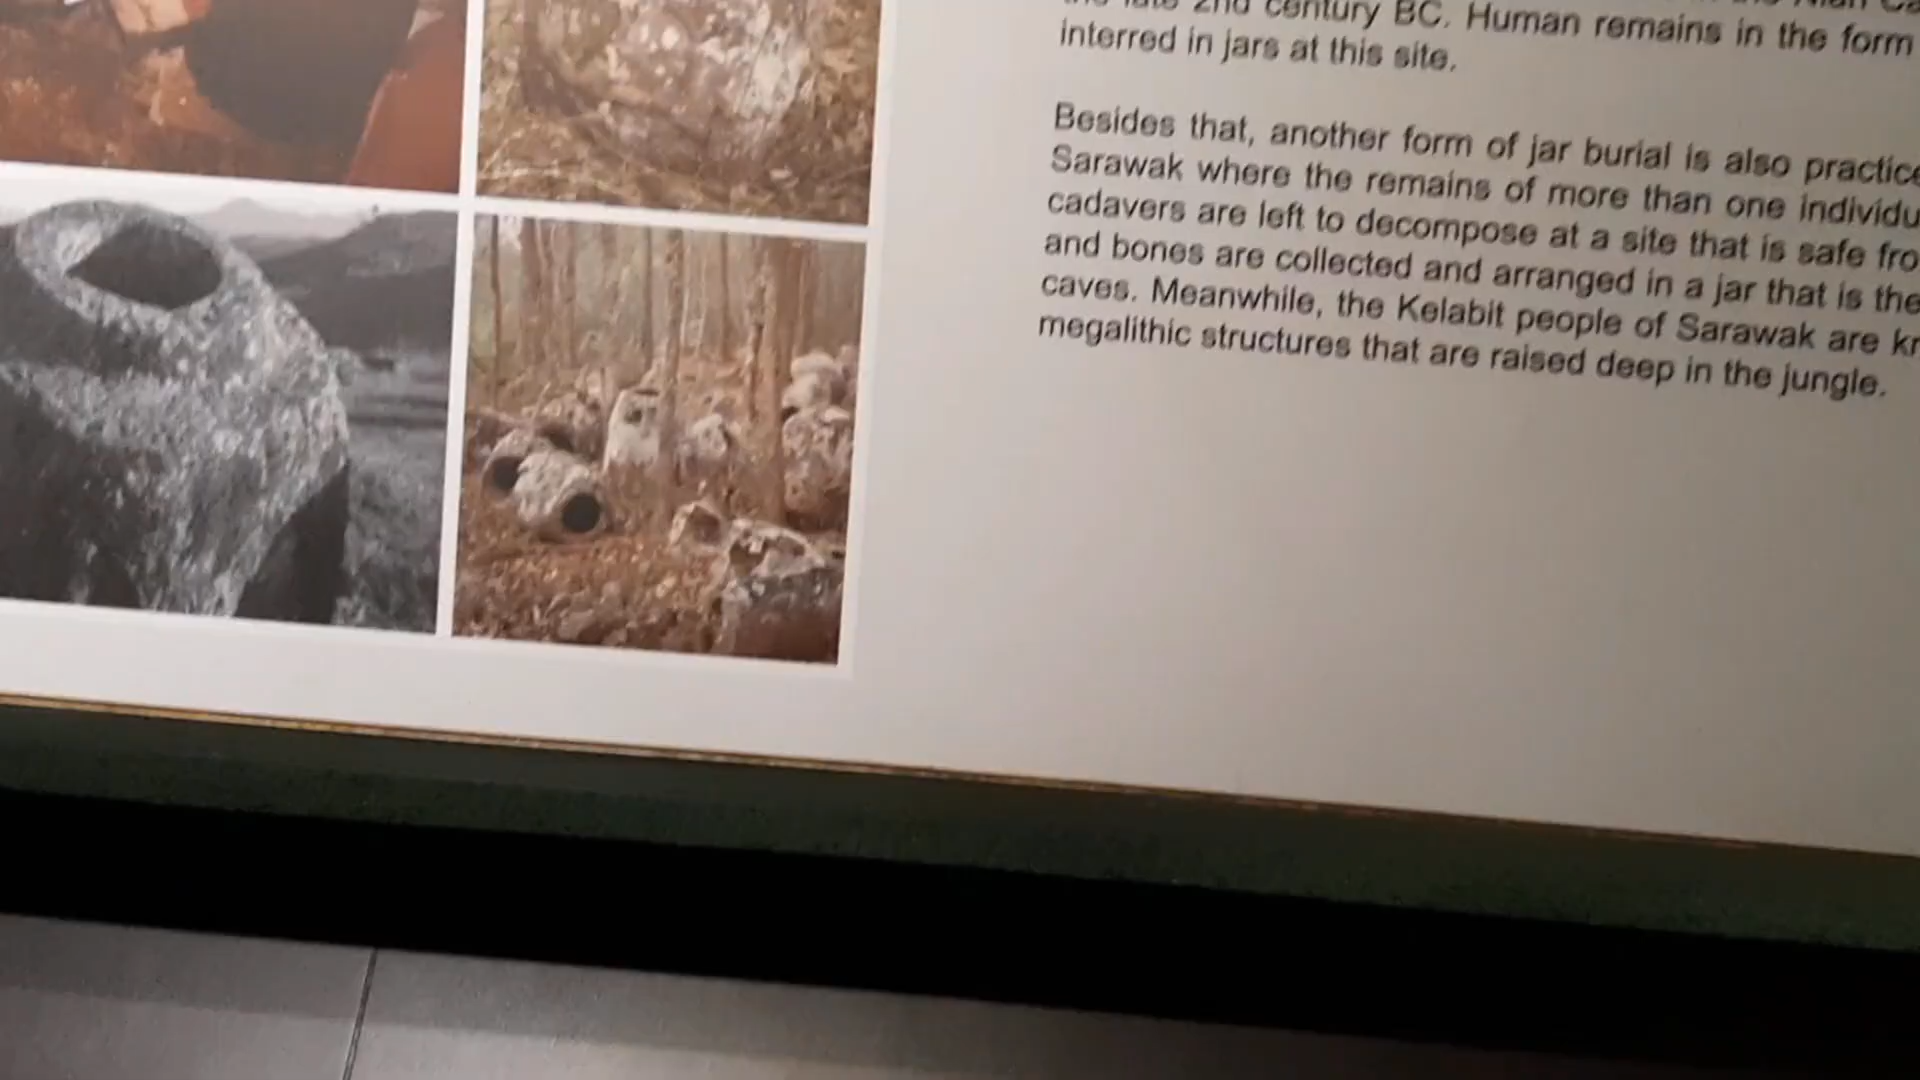 the late 2nd century BC. Human remains in the form
interred in jars at this site.
Besides that, another form of jar burial is also
Sarawak where the remains of more than one
cadavers are left to decompose at a site that is safe
and bones are collected and arranged in a jar that is
caves. Meanwhile, the Kelabit people of Sarawak are
megalithic structures that are raised deep in the jungle.